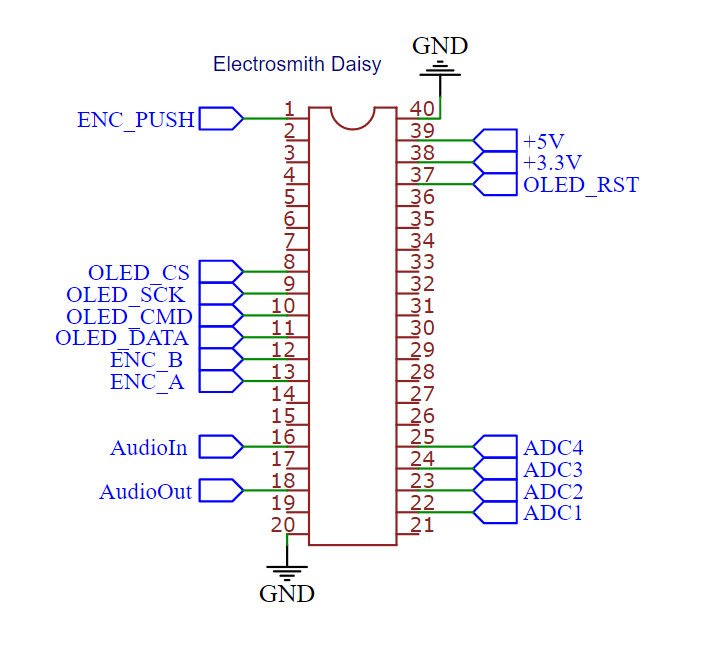 GND
Electrosmith Daisy
ENC_PUSH 1 40
2 39 +5V
3 38 +3.3V
4 37 OLED_RST
5 36
6 35
7 34
OLED_CS 8 33
OLED_SCK 9 32
OLED_CMD 10 31
OLED_DATA 11 30
ENC_B 12 29
ENC_A 13 28
14 27
15 26
AudioIn 16 25 ADC4
17 24 ADC3
AudioOut 18 23 ADC2
19 22 ADC1
20 21
GND